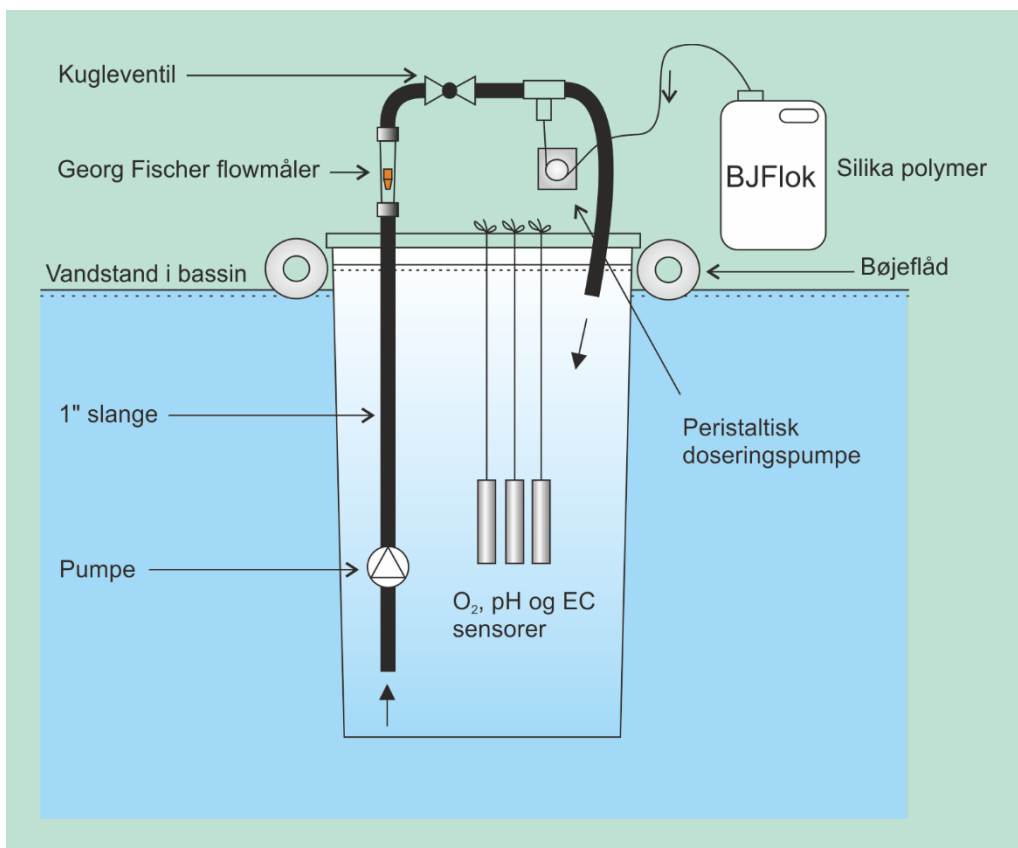 Kugleventil
Georg Fischer flowmåler
BJFlok
Silika polymer
Vandstand i bassin
Bøjeflåd
1" slange
Peristaltisk
doseringspumpe
Pumpe
O₂, pH og EC
sensorer